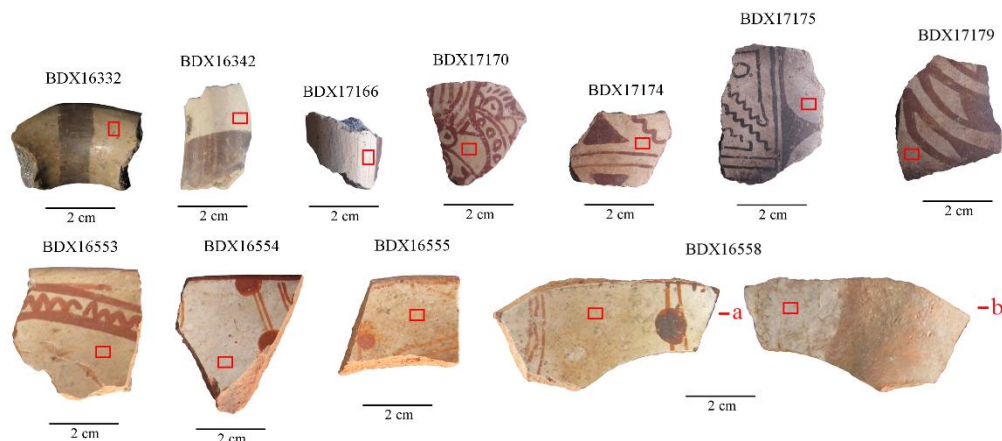 BDX16332
BDX16342
BDX17166
BDX17170
BDX17174
BDX17175
BDX17179
2 cm
2 cm
2 cm
2 cm
2 cm
2 cm
2 cm
BDX16553
BDX16554
BDX16555
BDX16558
-a
-b
2 cm
2 cm
2 cm
2 cm